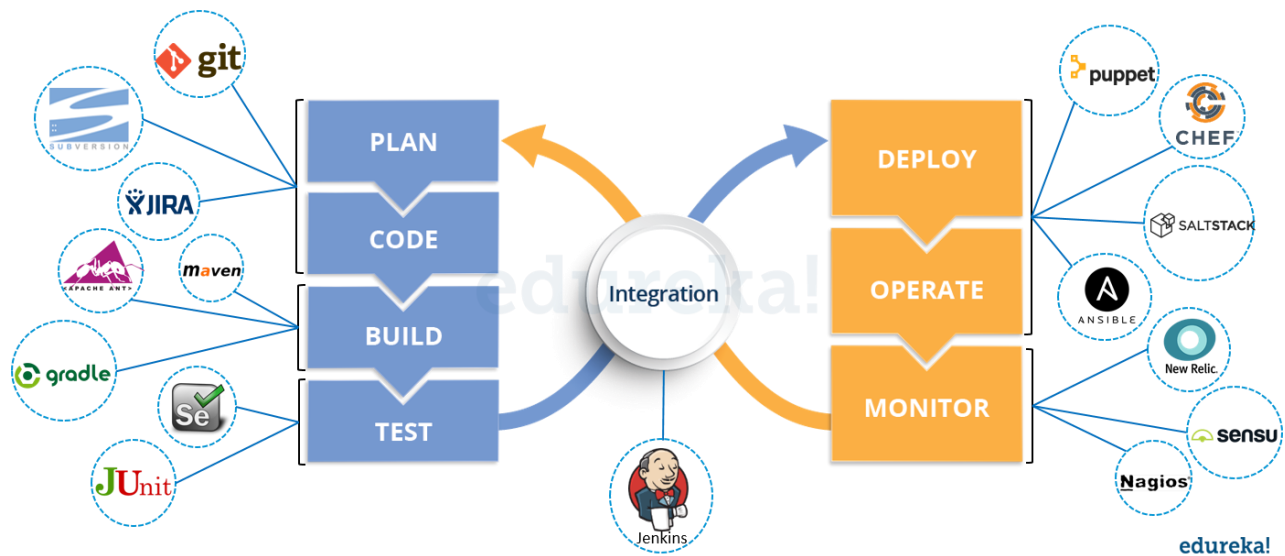 git
SUBVERSION
JIRA
<APACHE ANT>
maven
gradle
Se
JUnit
PLAN
CODE
BUILD
TEST
edureka!
Integration
Jenkins
DEPLOY
OPERATE
MONITOR
puppet
CHEF
SALTSTACK
A
ANSIBLE
New Relic.
sensu
Nagios
edureka!